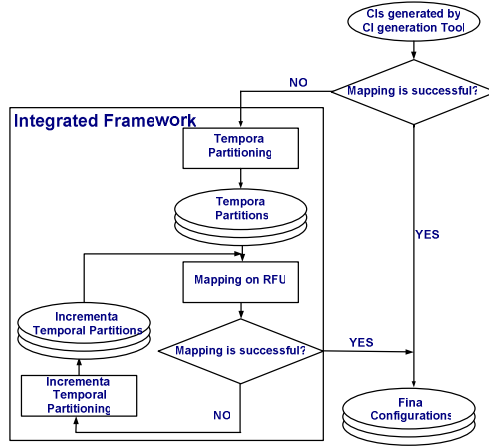 CIs generated by
CI generation Tool
Mapping is successful?
NO
Integrated Framework
Tempora
Partitioning
Tempora
Partitions
YES
Mapping on RFU
Incrementa
Temporal Partitions
Mapping is successful?
YES
Incrementa
Temporal
Partitioning
NO
Fina
Configurations